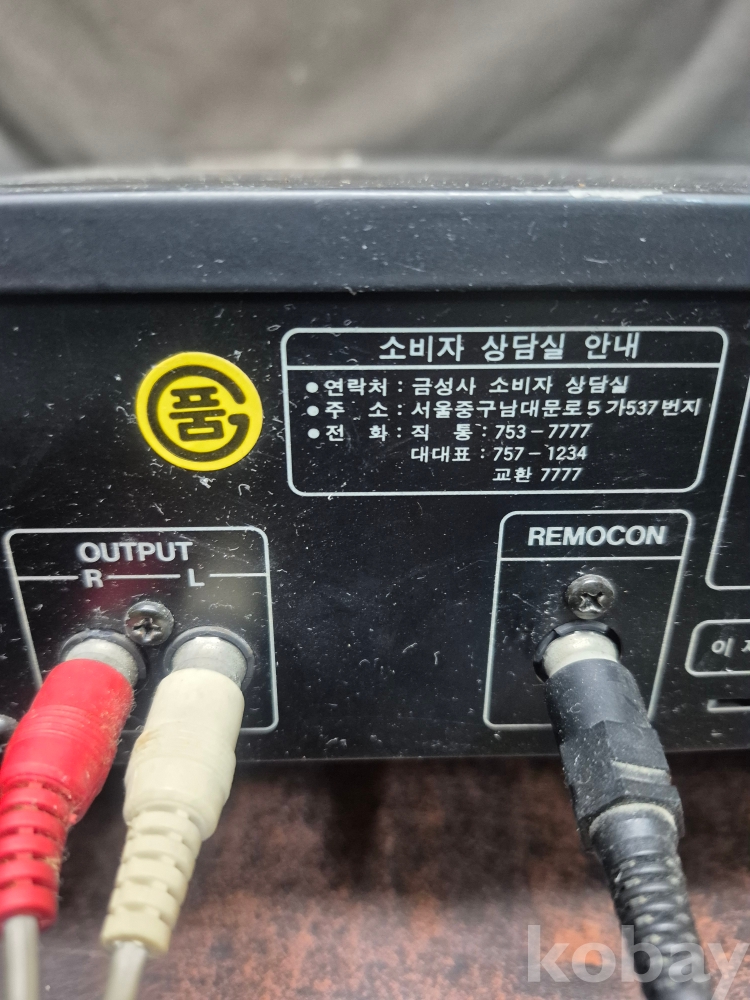 소비자 상담실 안내
품
● 연락처 : 금성사 소비자 상담실
● 주 소 : 서울중구남대문로5가537번지
● 전 화 : 직 통 : 753-7777
대대표 : 757-1234
교환 7777
OUTPUT
R L
REMOCON
이
kobay